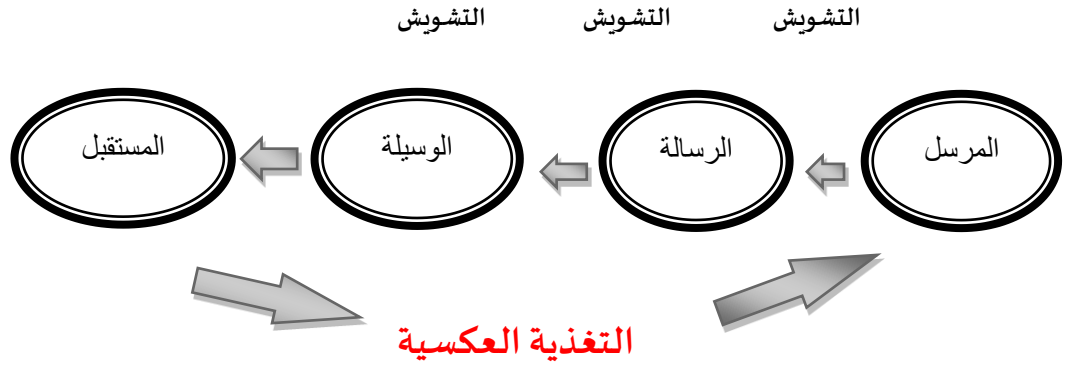 التشويش التشويش التشويش
المرسل الرسالة الوسيلة المستقبل
التغذية العكسية